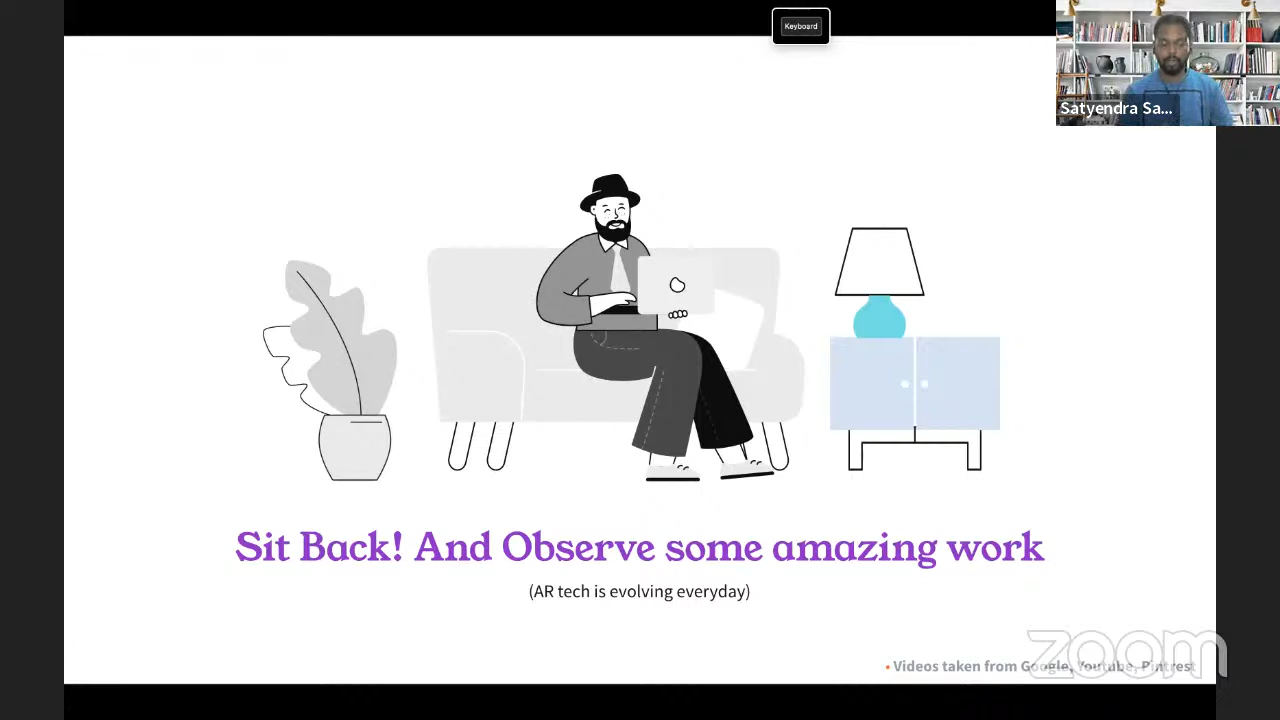 Keyboard
Satyendra Sa...
Sit Back! And Observe some amazing work
(AR tech is evolving everyday)
• Videos taken from Google, Youtube, Pintrest
zoom